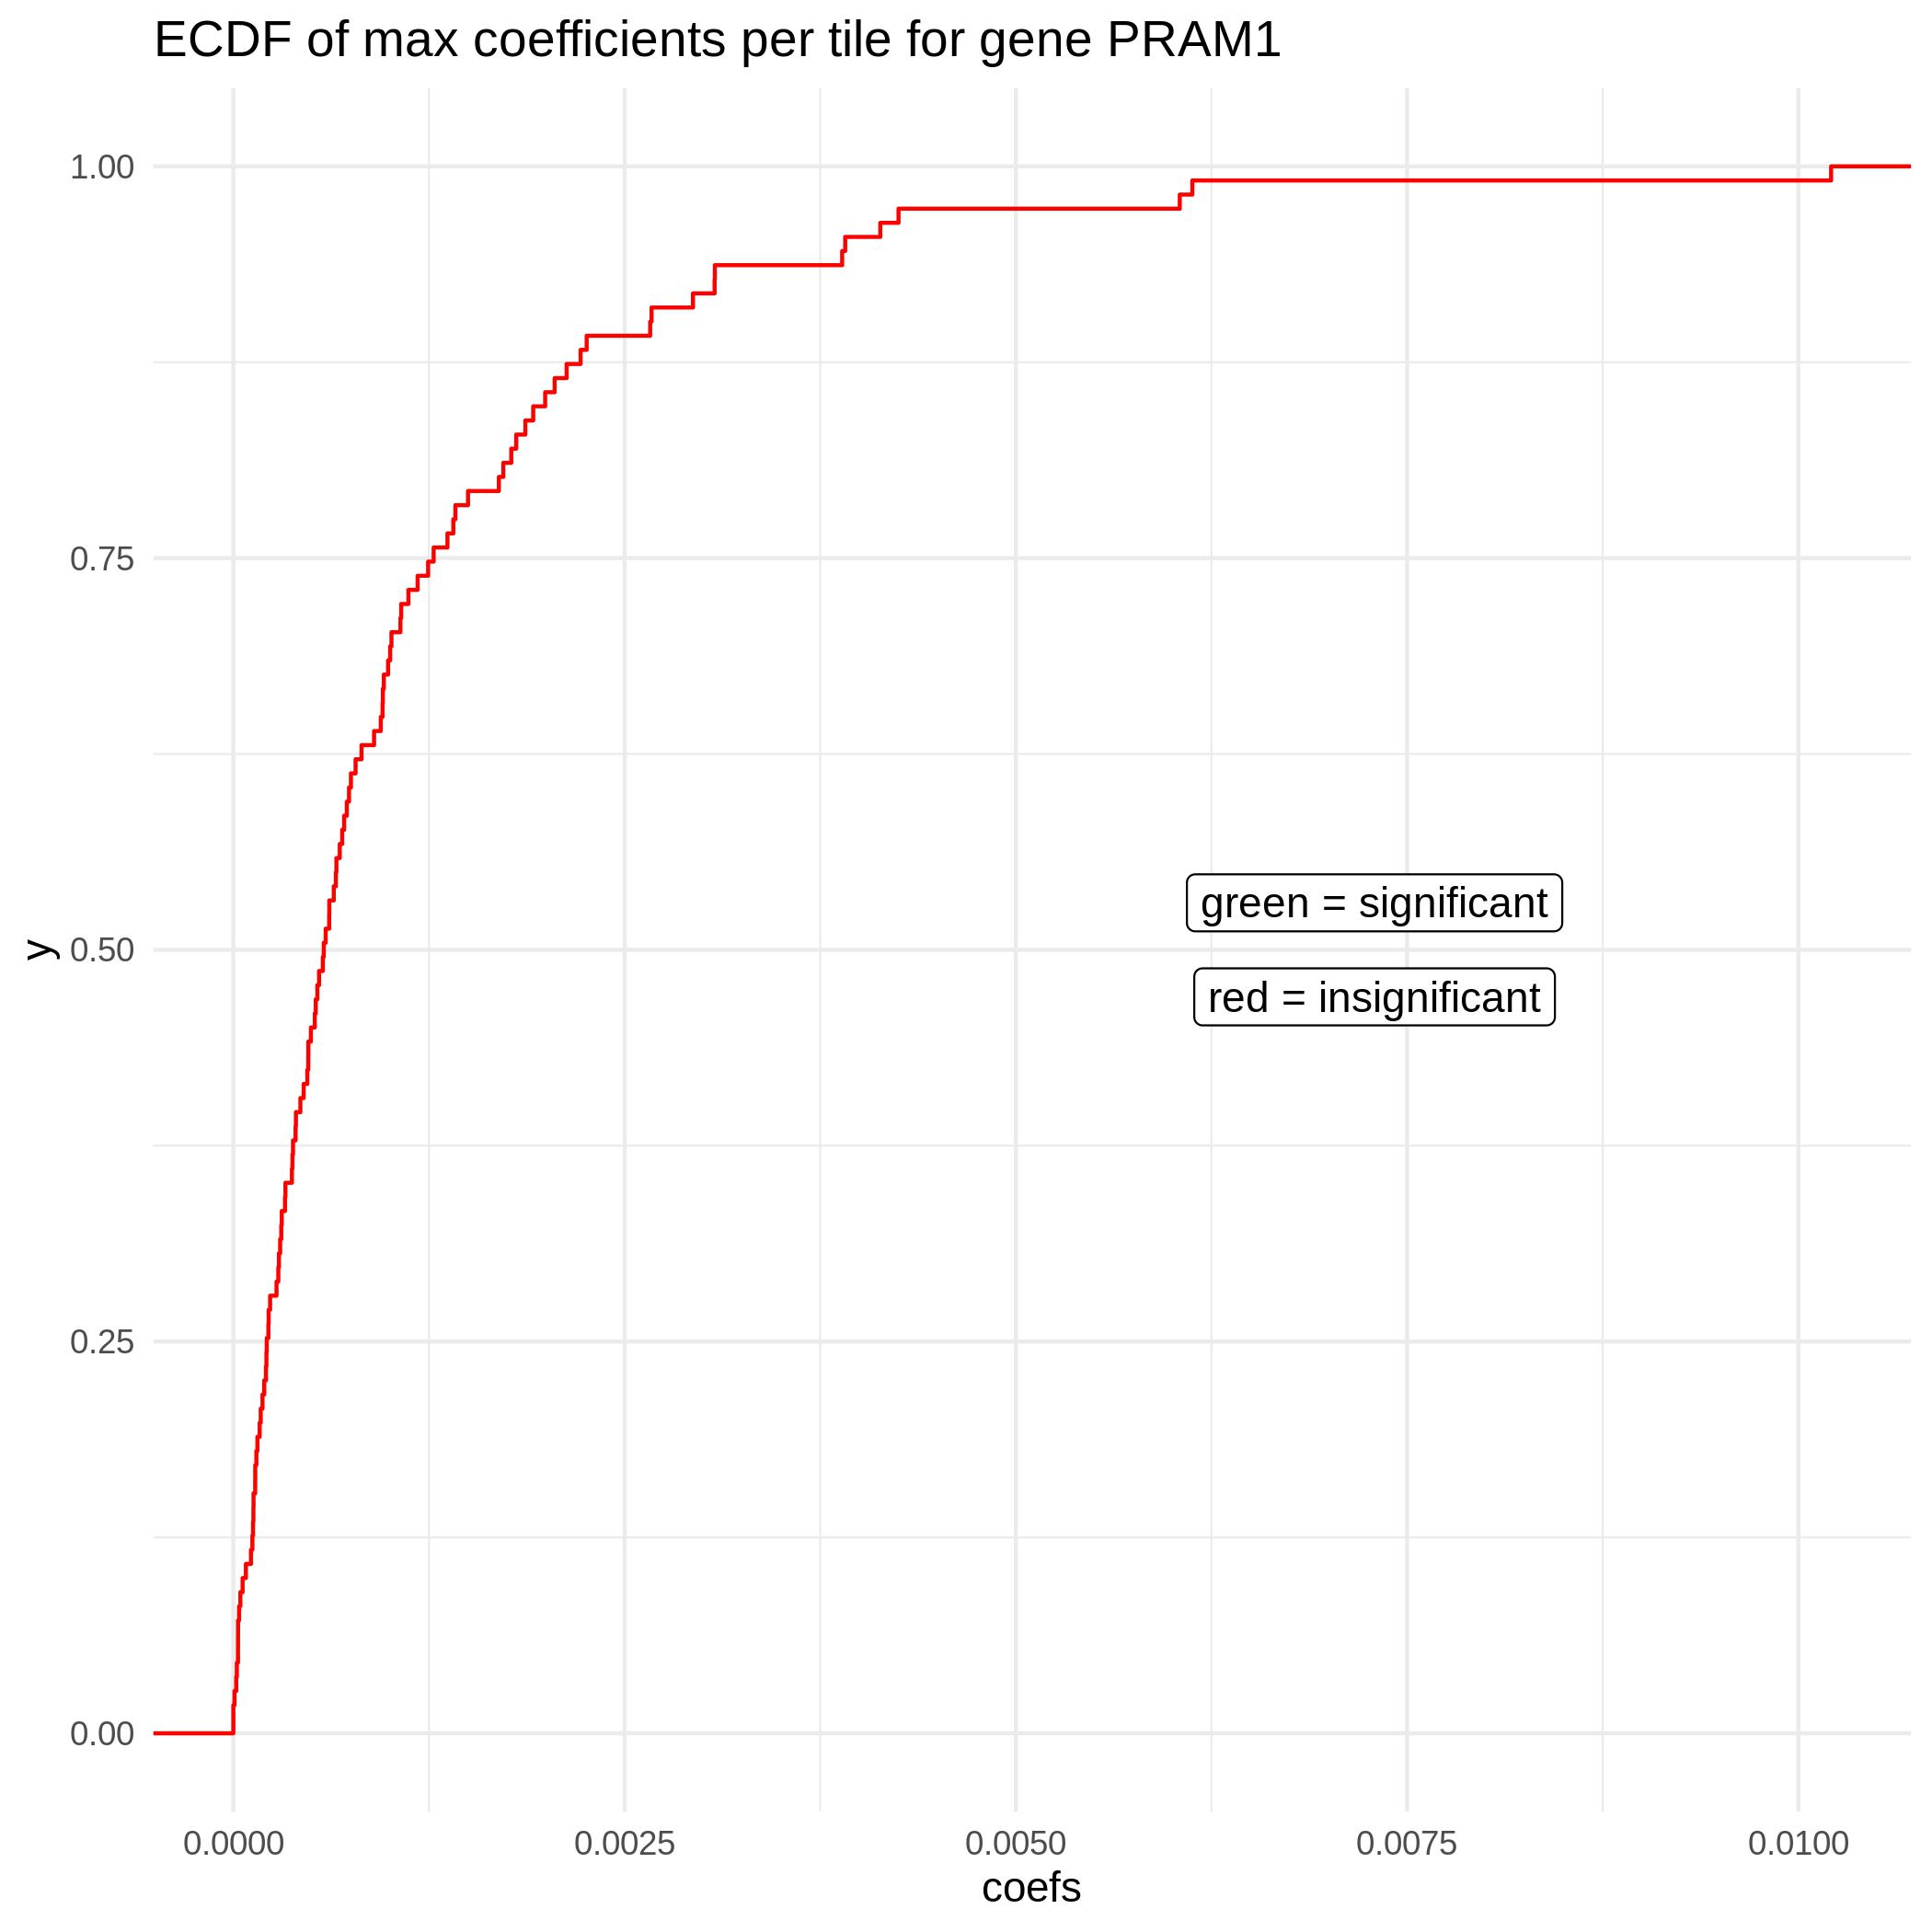 ECDF of max coefficients per tile for gene PRAM1
1.00
0.75
0.50
0.25
0.00
y
green = significant
red = insignificant
0.0000 0.0025 0.0050 0.0075 0.0100
coefs